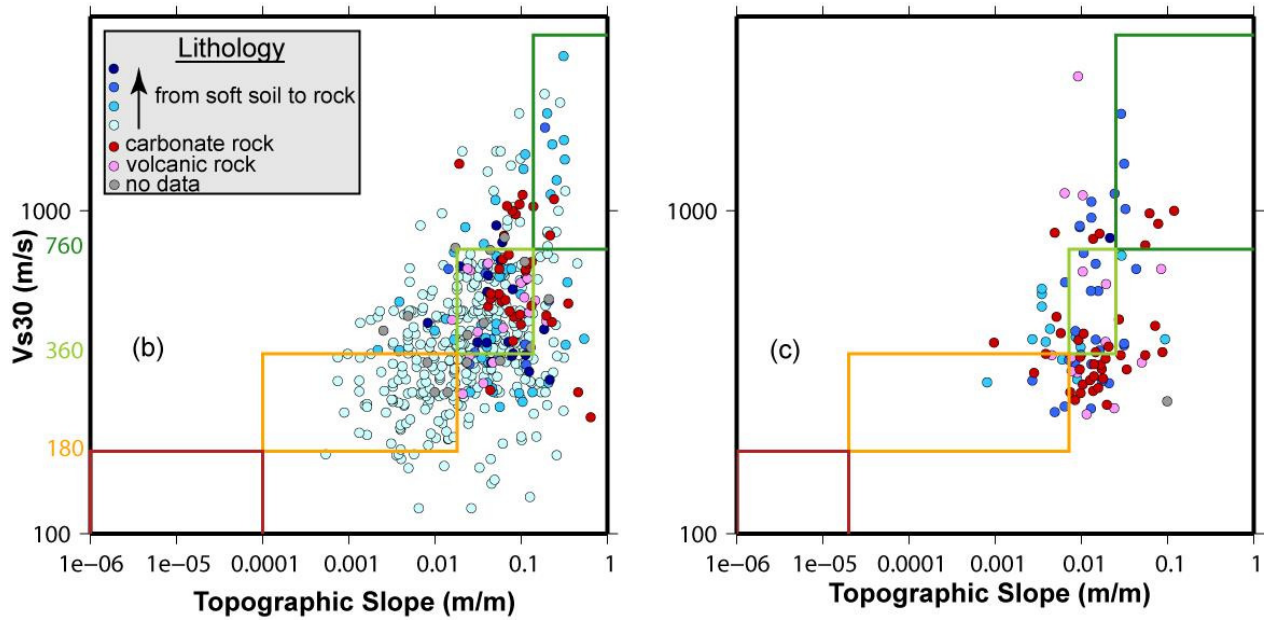 Lithology
from soft soil to rock
carbonate rock
volcanic rock
no data
Vs30 (m/s)
1000
760
360
180
100
(b)
1e−06 1e−05 0.0001 0.001 0.01 0.1 1
Topographic Slope (m/m)
1000
100
(c)
1e−06 1e−05 0.0001 0.001 0.01 0.1 1
Topographic Slope (m/m)